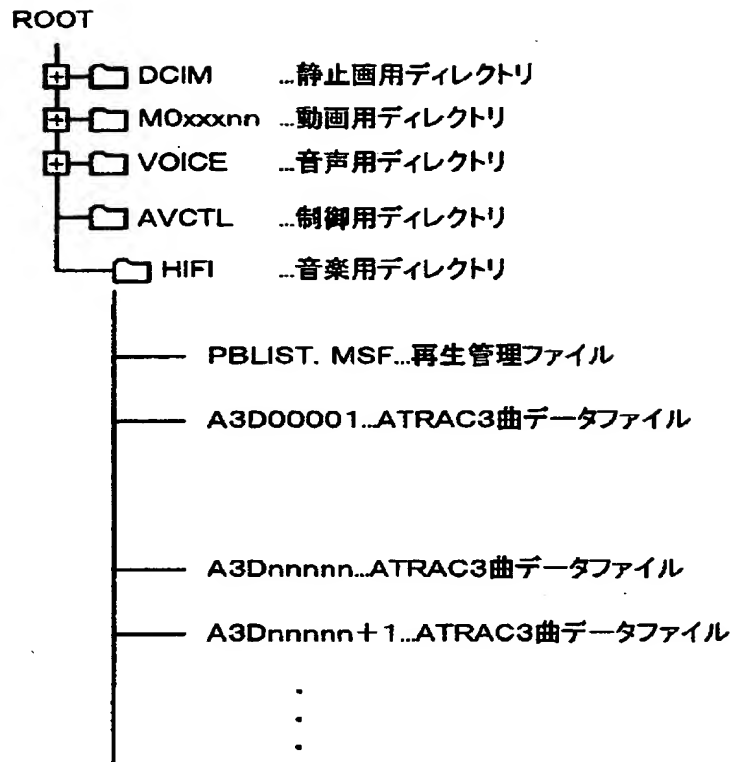 ROOT
DCIM ...静止画用ディレクトリ
MOxxxnn ...動画用ディレクトリ
VOICE ...音声用ディレクトリ
AVCTL ...制御用ディレクトリ
HIFI ...音楽用ディレクトリ
PBLIST. MSF...再生管理ファイル
A3D00001...ATRAC3曲データファイル
A3Dnnnnn...ATRAC3曲データファイル
A3Dnnnnn+1...ATRAC3曲データファイル